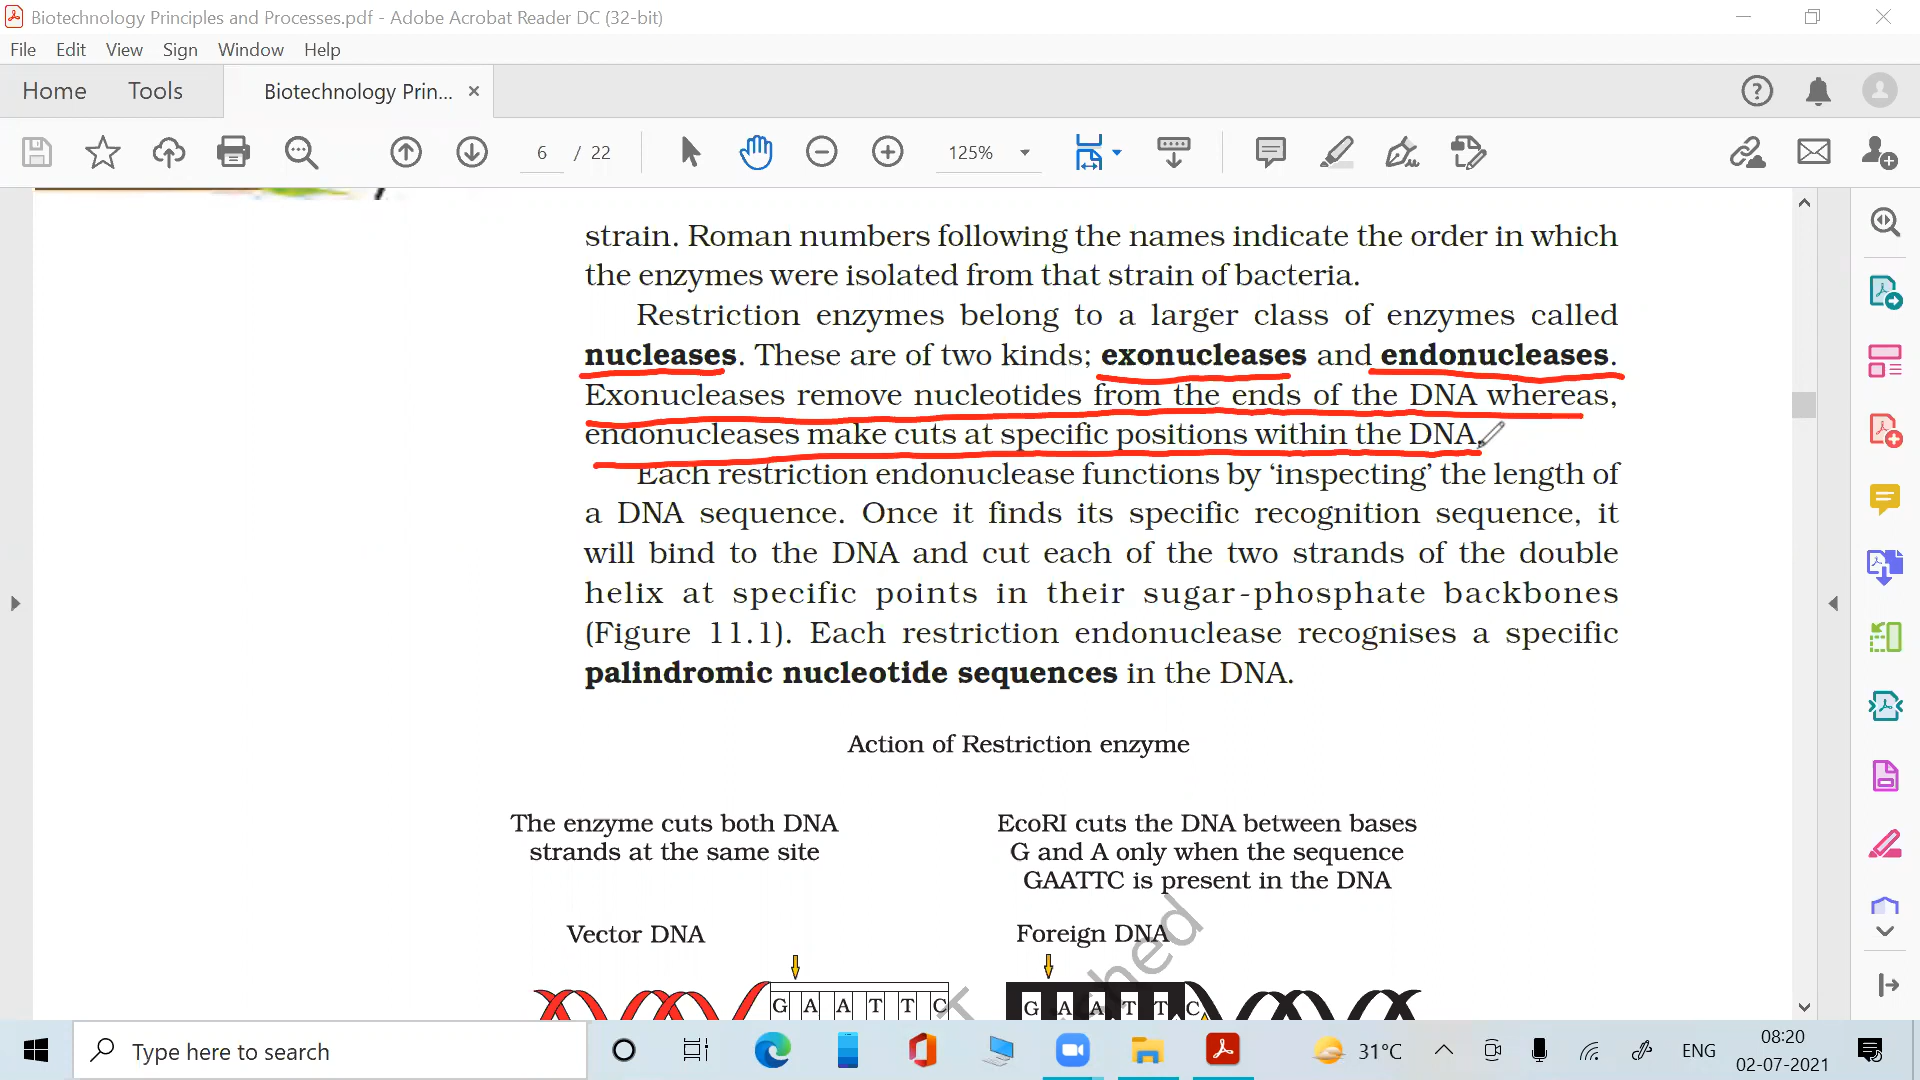 Biotechnology Principles and Processes.pdf - Adobe Acrobat Reader DC (32-bit)
File Edit View Sign Window Help
Home Tools Biotechnology Prin... ×
6 / 22 125%
strain. Roman numbers following the names indicate the order in which
the enzymes were isolated from that strain of bacteria.
Restriction enzymes belong to a larger class of enzymes called
nucleases. These are of two kinds; exonucleases and endonucleases.
Exonucleases remove nucleotides from the ends of the DNA whereas,
endonucleases make cuts at specific positions within the DNA.
Each restriction endonuclease functions by ‘inspecting’ the length of
a DNA sequence. Once it finds its specific recognition sequence, it
will bind to the DNA and cut each of the two strands of the double
helix at specific points in their sugar-phosphate backbones
(Figure 11.1). Each restriction endonuclease recognises a specific
palindromic nucleotide sequences in the DNA.
Action of Restriction enzyme
The enzyme cuts both DNA
strands at the same site
EcoRI cuts the DNA between bases
G and A only when the sequence
GAATTC is present in the DNA
Vector DNA
Foreign DNA
G A A T T C
G A A T T C
Type here to search
31°C
ENG
08:20
02-07-2021